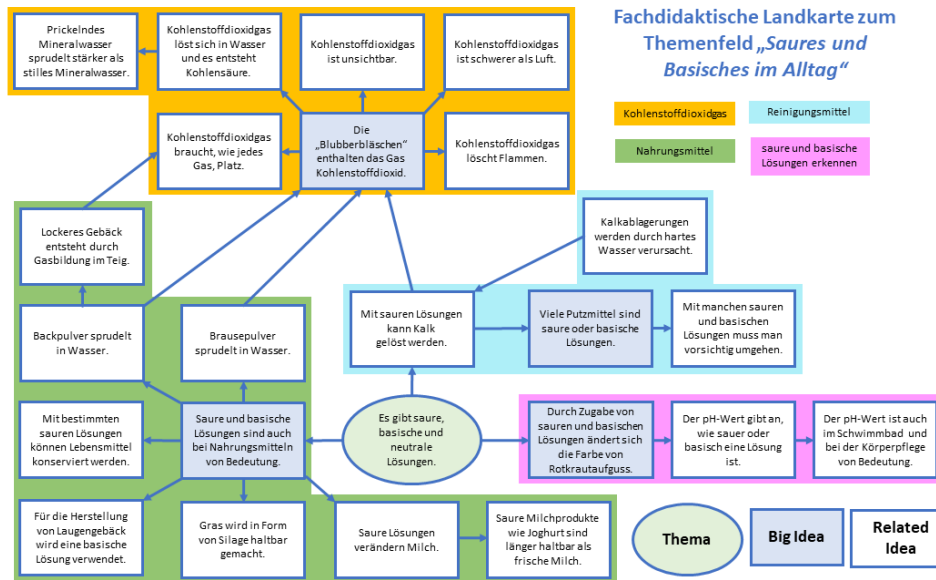 Fachdidaktische Landkarte zum
Themenfeld „Saures und
Basisches im Alltag“
Kohlenstoffdioxidgas
Reinigungsmittel
Nahrungsmittel
saure und basische
Lösungen erkennen
Prickelndes
Mineralwasser
sprudelt stärker als
stilles Mineralwasser.
Kohlenstoffdioxidgas
löst sich in Wasser
und es entsteht
Kohlensäure.
Kohlenstoffdioxidgas
ist unsichtbar.
Kohlenstoffdioxidgas
ist schwerer als Luft.
Kohlenstoffdioxidgas
braucht, wie jedes
Gas, Platz.
Die
„Blubberbläschen“
enthalten das Gas
Kohlenstoffdioxid.
Kohlenstoffdioxidgas
löscht Flammen.
Lockeres Gebäck
entsteht durch
Gasbildung im Teig.
Kalkablagerungen
werden durch hartes
Wasser verursacht.
Backpulver sprudelt
in Wasser.
Brausepulver
sprudelt in Wasser.
Mit sauren Lösungen
kann Kalk
gelöst werden.
Viele Putzmittel sind
saure oder basische
Lösungen.
Mit manchen sauren
und basischen
Lösungen muss man
vorsichtig umgehen.
Mit bestimmten
sauren Lösungen
können Lebensmittel
konserviert werden.
Saure und basische
Lösungen sind auch
bei Nahrungsmitteln
von Bedeutung.
Es gibt saure,
basische und
neutrale
Lösungen.
Durch Zugabe von
sauren und basischen
Lösungen ändert sich
die Farbe von
Rotkrautaufguss.
Der pH-Wert gibt an,
wie sauer oder
basisch eine Lösung
ist.
Der pH-Wert ist auch
im Schwimmbad und
bei der Körperpflege
von Bedeutung.
Für die Herstellung
von Laugengebäck
wird eine basische
Lösung verwendet.
Gras wird in Form
von Silage haltbar
gemacht.
Saure Lösungen
verändern Milch.
Saure Milchprodukte
wie Joghurt sind
länger haltbar als
frische Milch.
Thema
Big Idea
Related
Idea